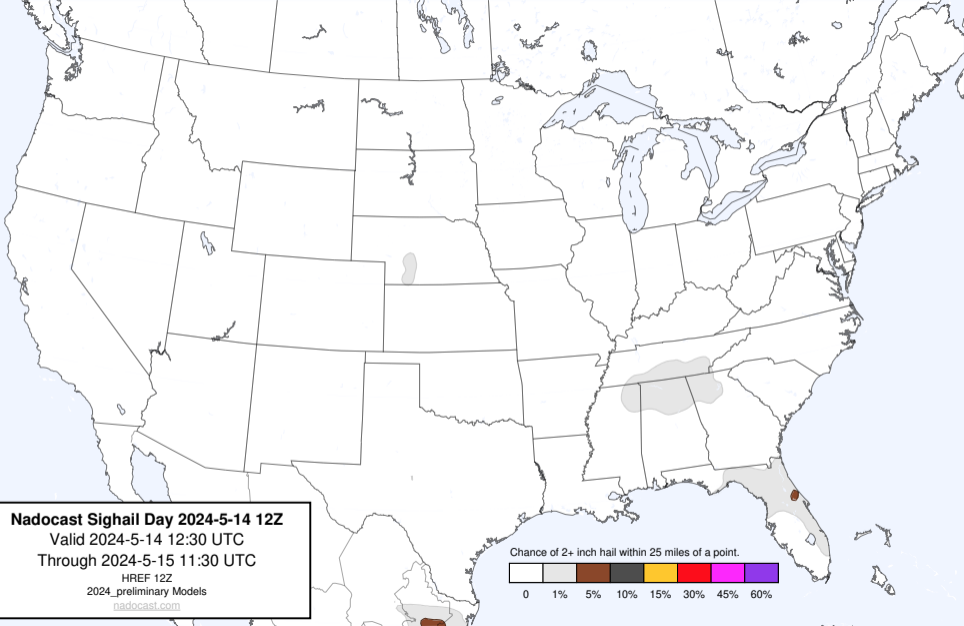 Nadocast Sighail Day 2024-5-14 12Z
Valid 2024-5-14 12:30 UTC
Through 2024-5-15 11:30 UTC
HREF 12Z
2024_preliminary Models
nadocast.com
Chance of 2+ inch hail within 25 miles of a point.
0 1% 5% 10% 15% 30% 45% 60%